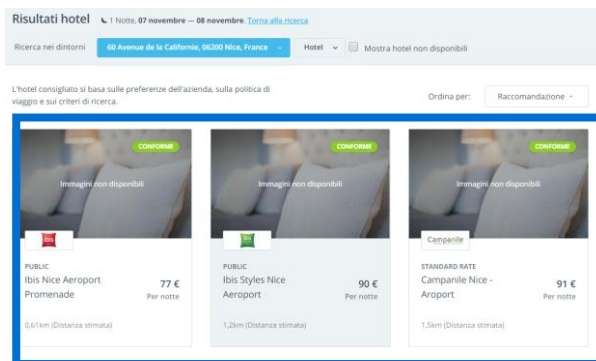 Risultati hotel 1 Notte, 07 novembre — 08 novembre. Torna alla ricerca
Ricerca nei dintorni 60 Avenue de la Californie, 06200 Nice, France Hotel Mostra hotel non disponibili
L'hotel consigliato si basa sulle preferenze dell'azienda, sulla politica di
viaggio e sui criteri di ricerca.
Ordina per: Raccomandazione
CONFORME CONFORME CONFORME
Immagini non disponibili Immagini non disponibili Immagini non disponibili
ibis Campanile
PUBLIC PUBLIC STANDARD RATE
Ibis Nice Aeroport 77 € Ibis Styles Nice 90 € Campanile Nice - 91 €
Promenade Per notte Aeroport Per notte Aroport Per notte
0,61km (Distanza stimata) 1,2km (Distanza stimata) 1,5km (Distanza stimata)